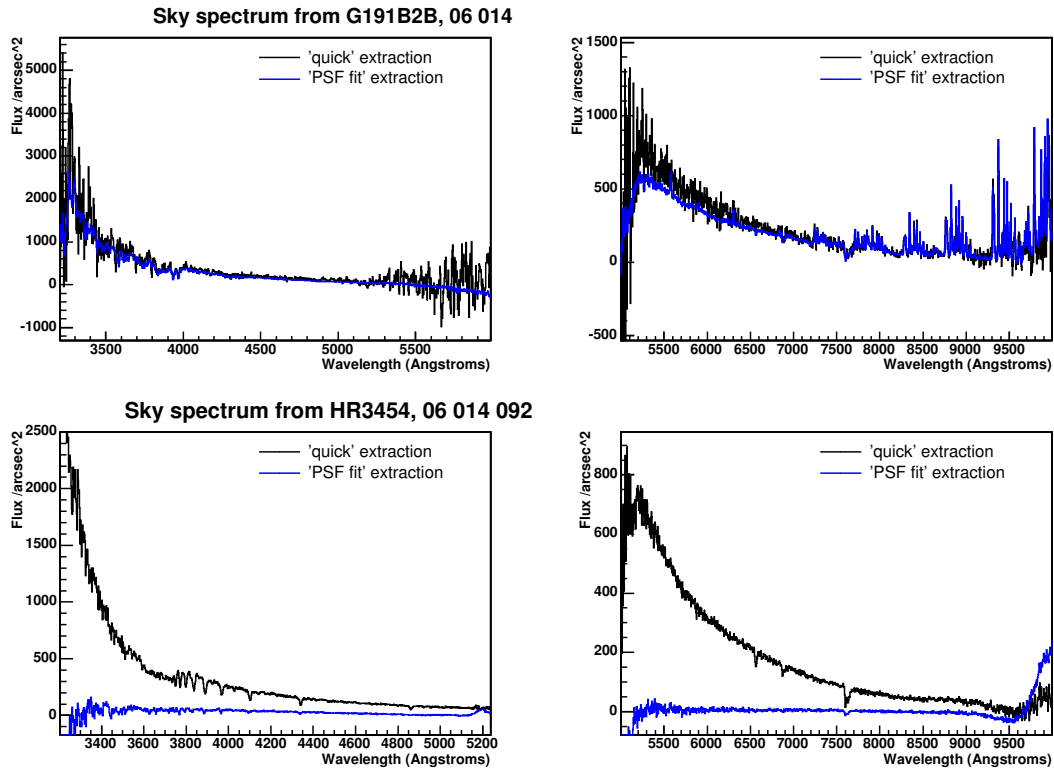 Sky spectrum from G191B2B, 06 014
Flux /arcsec^2
5000
4000
3000
2000
1000
0
-1000
'quick' extraction
'PSF fit' extraction
3500 4000 4500 5000 5500
Wavelength (Angstroms)
Flux /arcsec^2
1500
1000
500
0
-500
'quick' extraction
'PSF fit' extraction
5500 6000 6500 7000 7500 8000 8500 9000 9500
Wavelength (Angstroms)
Sky spectrum from HR3454, 06 014 092
Flux /arcsec^2
2500
2000
1500
1000
500
0
'quick' extraction
'PSF fit' extraction
3400 3600 3800 4000 4200 4400 4600 4800 5000 5200
Wavelength (Angstroms)
Flux /arcsec^2
800
600
400
200
0
'quick' extraction
'PSF fit' extraction
5500 6000 6500 7000 7500 8000 8500 9000 9500
Wavelength (Angstroms)